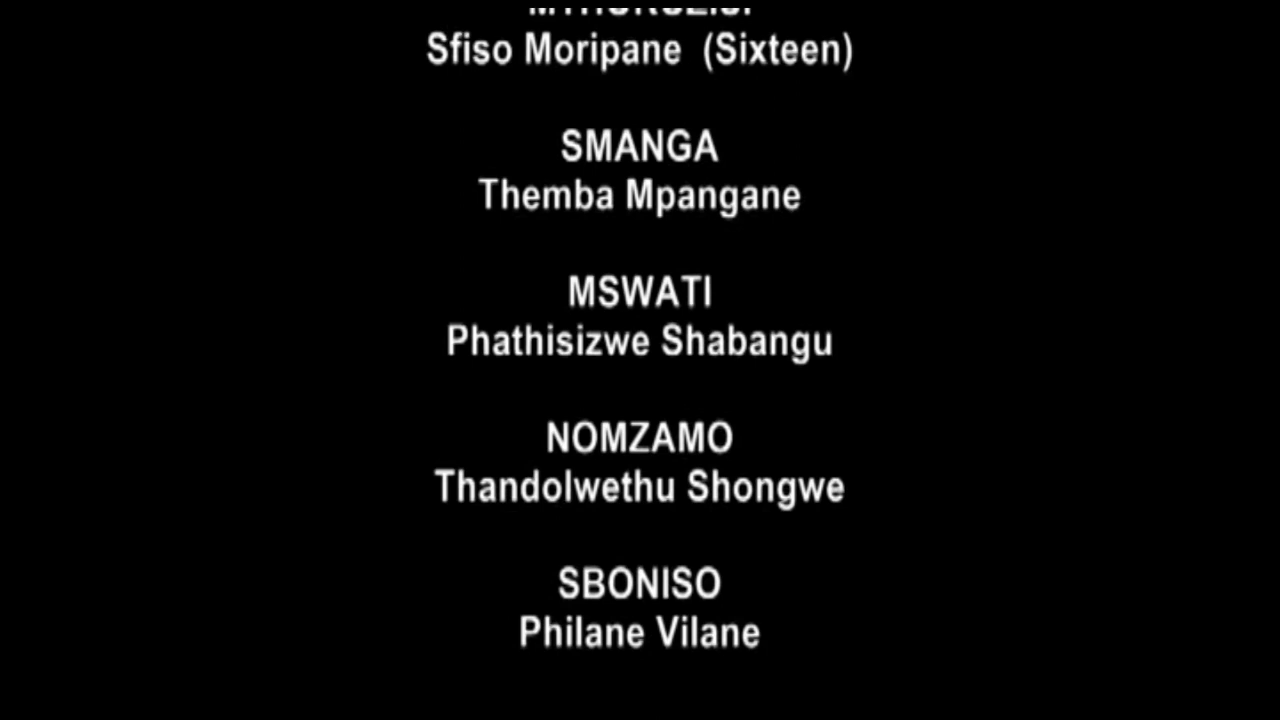 Sfiso Moripane (Sixteen)
SMANGA
Themba Mpangane
MSWATI
Phathisizwe Shabangu
NOMZAMO
Thandolwethu Shongwe
SBONISO
Philane Vilane